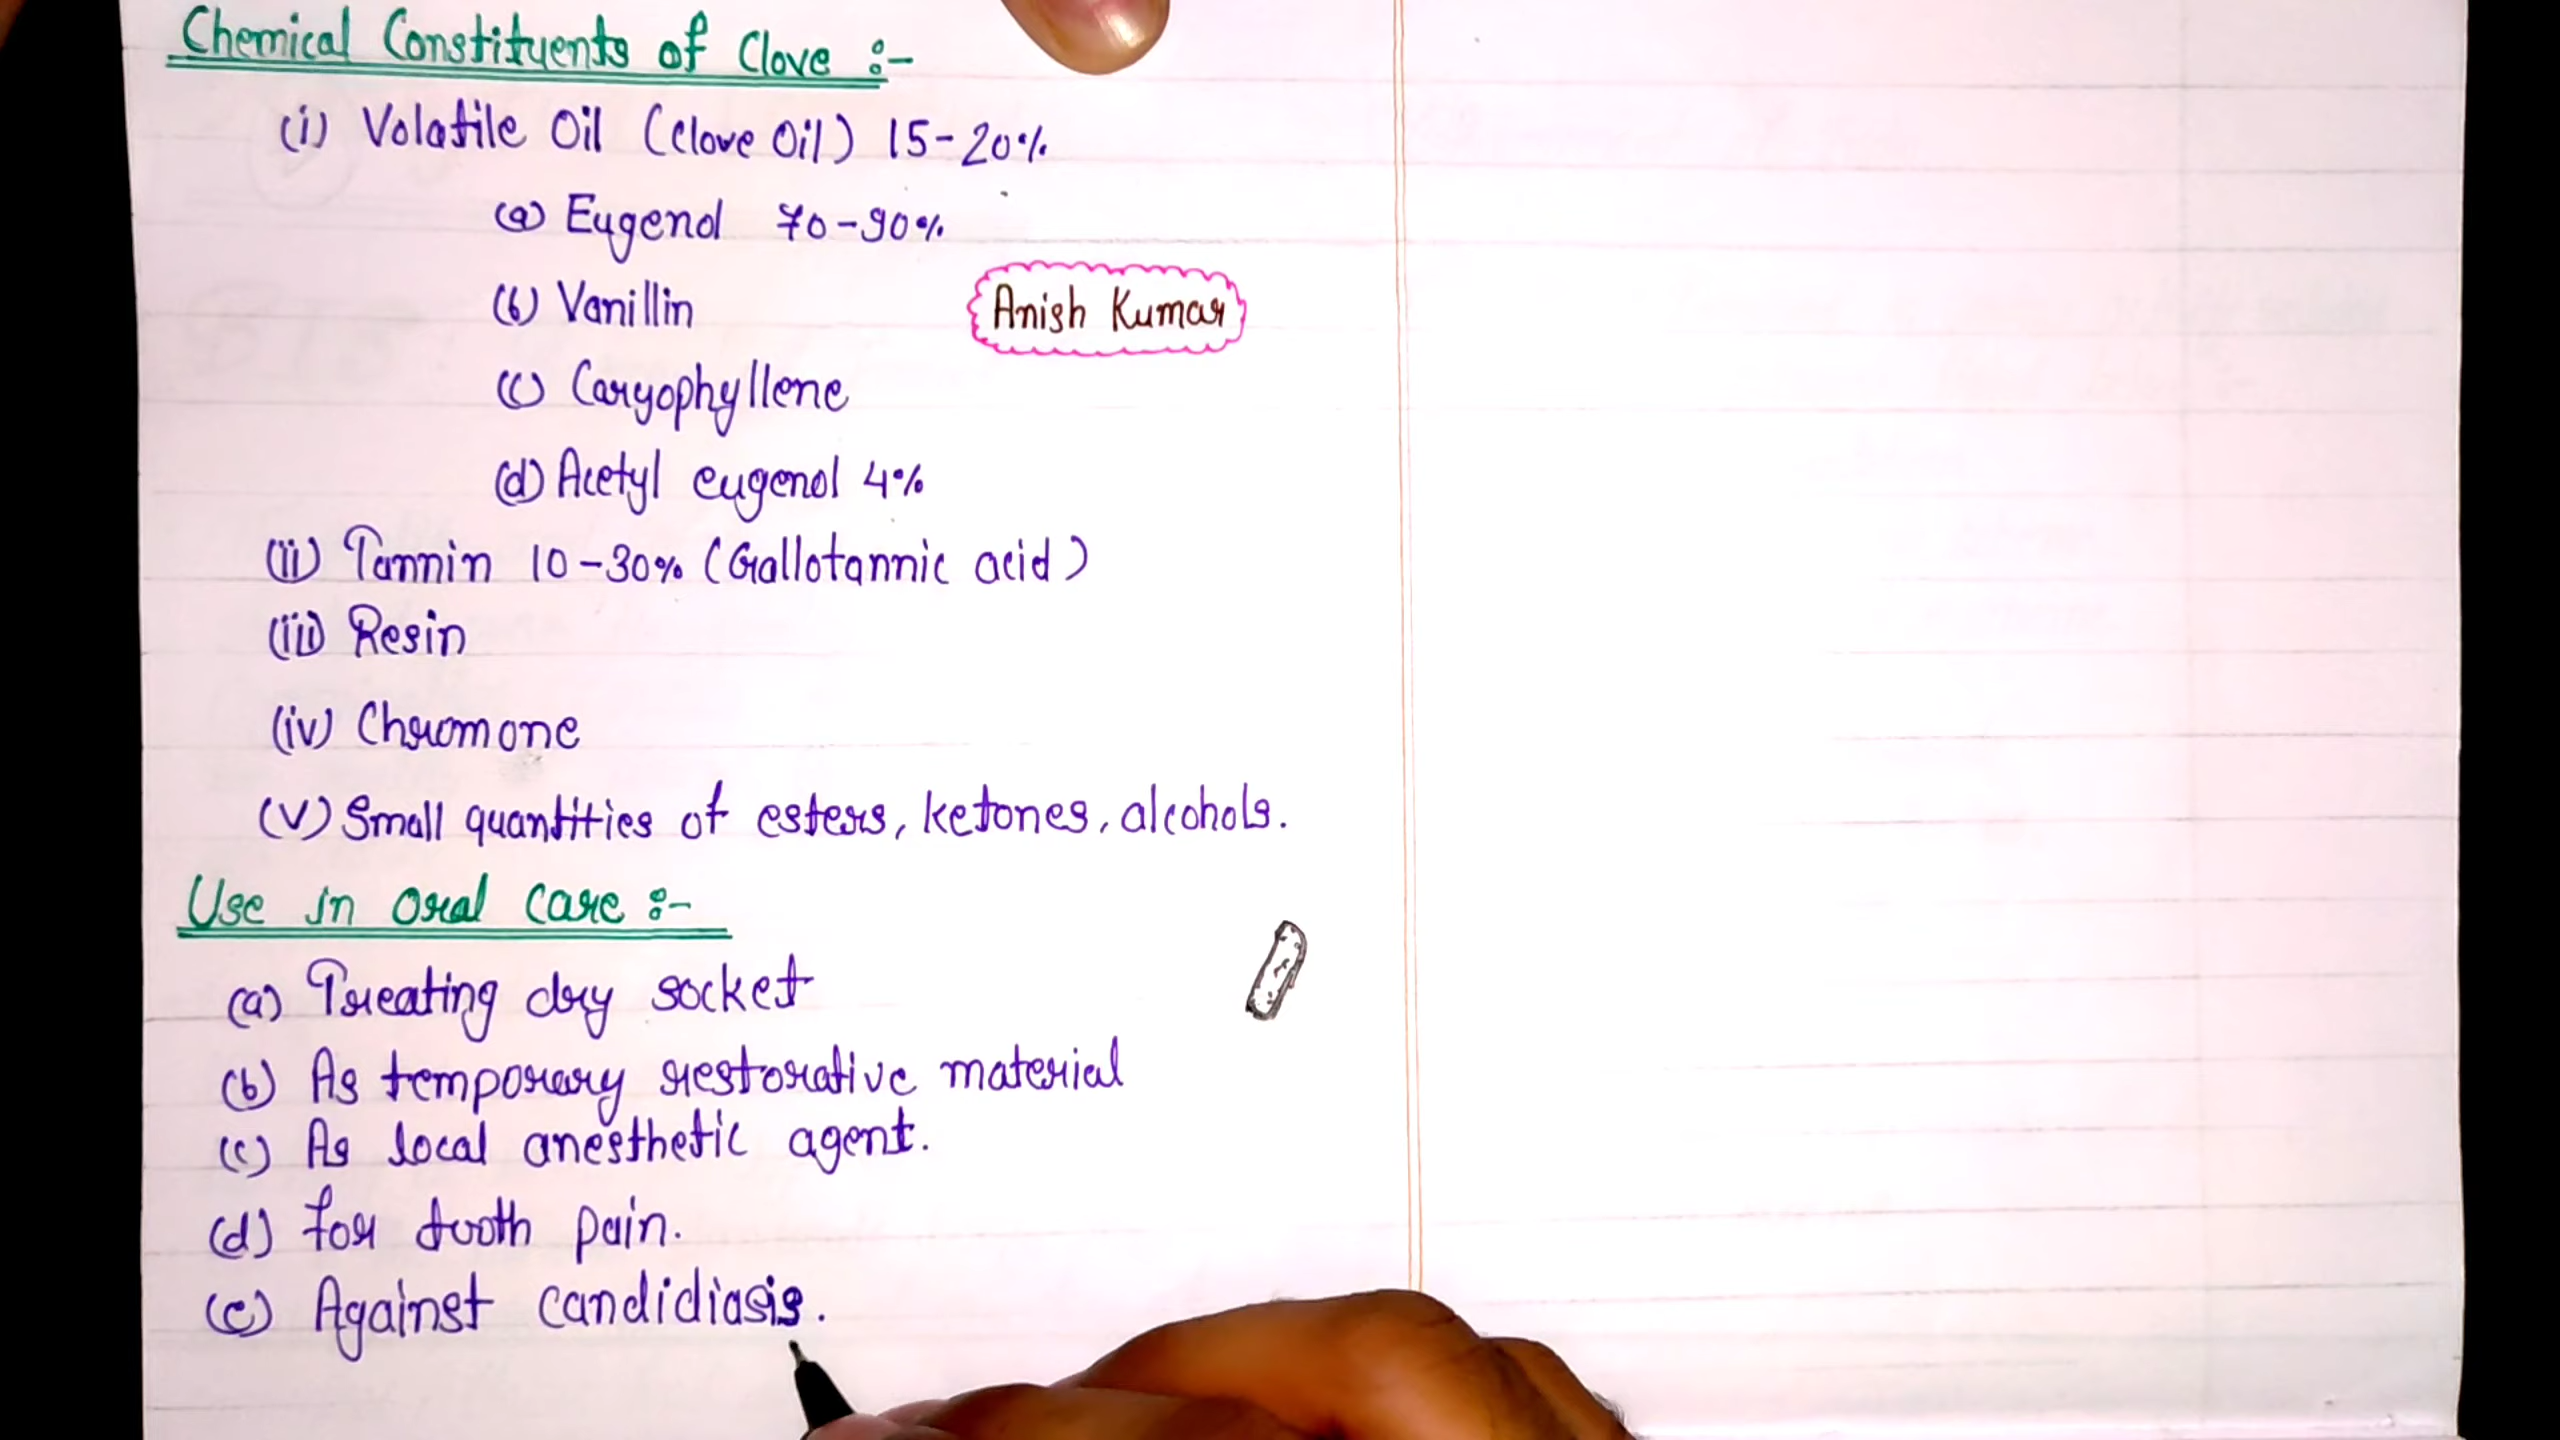 Chemical Constituents of Clove :-
(i) Volatile Oil (Clove Oil) 15-20%
(a) Eugenol 70-90%
(b) Vanillin
Anish Kumar
(c) Caryophyllene
(d) Acetyl eugenol 4%
(ii) Tannin 10-30% (Gallotannic acid)
(iii) Resin
(iv) Chromone
(v) Small quantities of esters, ketones, alcohols.
Use in oral care :-
(a) Treating dry socket
(b) As temporary restorative material
(c) As local anesthetic agent.
(d) for tooth pain.
(e) Against candidiasis.